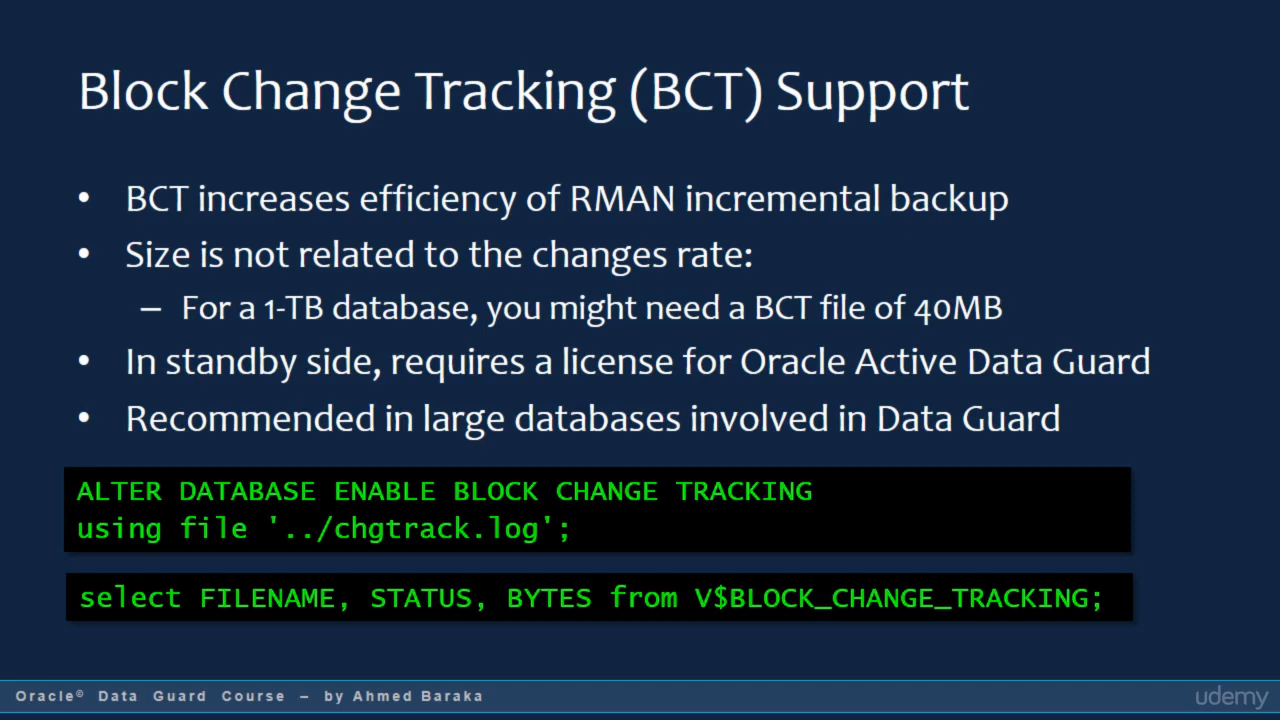 Block Change Tracking (BCT) Support
• BCT increases efficiency of RMAN incremental backup
• Size is not related to the changes rate:
– For a 1-TB database, you might need a BCT file of 40MB
• In standby side, requires a license for Oracle Active Data Guard
• Recommended in large databases involved in Data Guard
ALTER DATABASE ENABLE BLOCK CHANGE TRACKING
using file '../chgtrack.log';
select FILENAME, STATUS, BYTES from V$BLOCK_CHANGE_TRACKING;
Oracle© Data Guard Course – by Ahmed Baraka
udemy